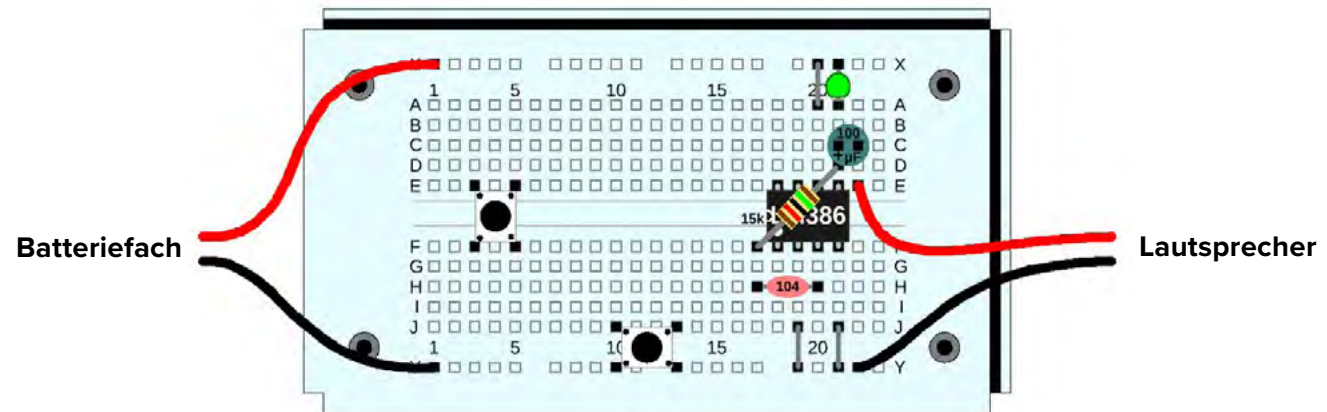 X X
1 5 10 15 20
A A
B B
C 100 C
D +µF D
E E
15k 386
Batteriefach Lautsprecher
F
G G
H 104 H
I I
J J
1 5 10 15 20
Y